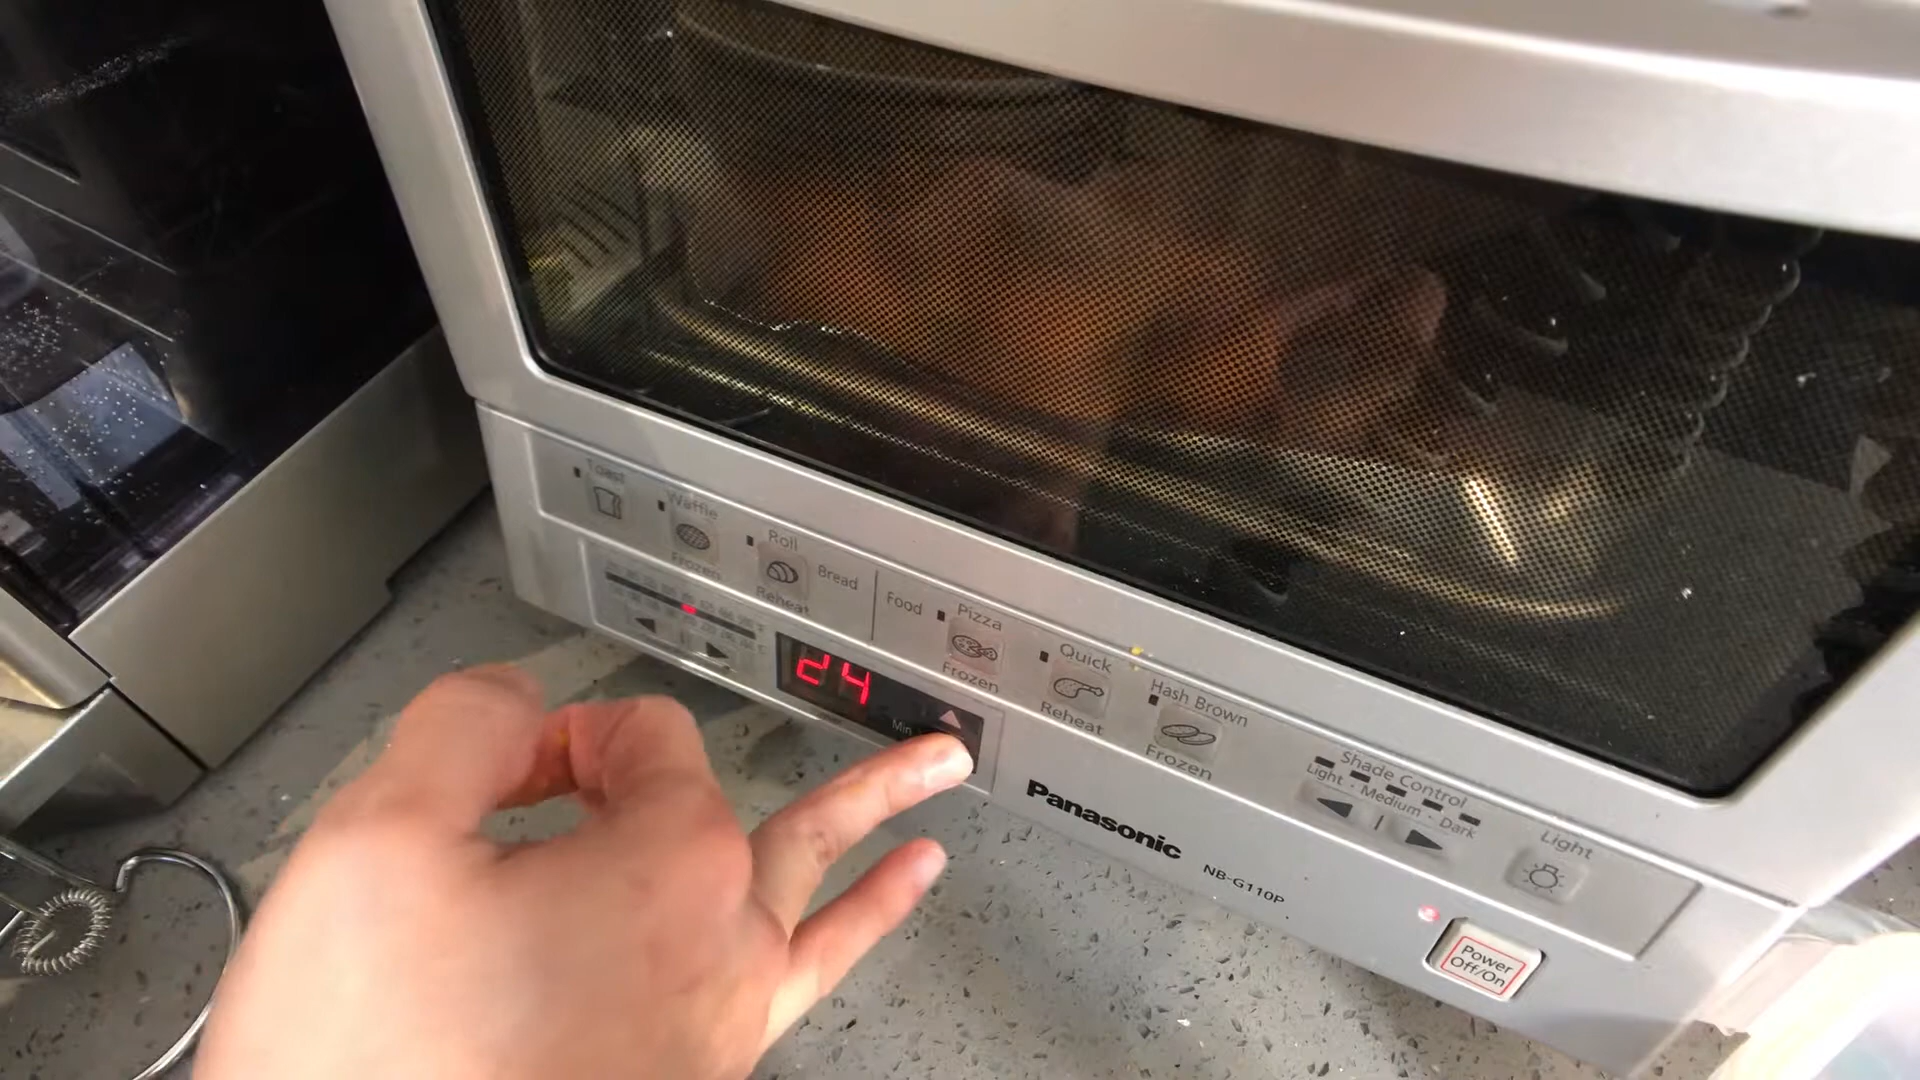 Toast
Waffle
Frozen
Roll
Bread
Reheat
Food
Pizza
Frozen
Quick
Reheat
Hash Brown
Frozen
24
Min
Shade Control
Light · Medium · Dark
Light
Panasonic
NB-G110P
Power
Off/On